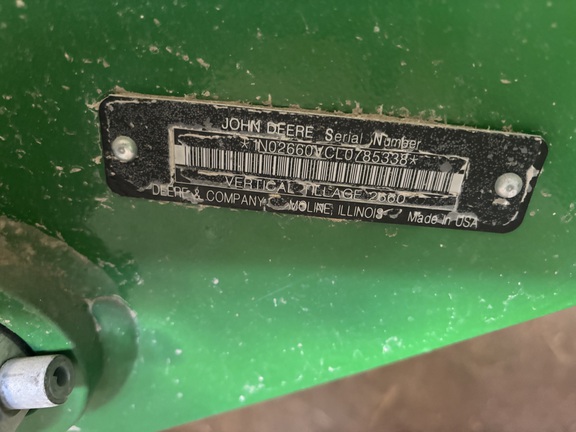 JOHN DEERE Serial Number
*1N02660VCL0785338*
VERTICAL TILLAGE 2660
DEERE & COMPANY MOLINE, ILLINOIS Made in USA